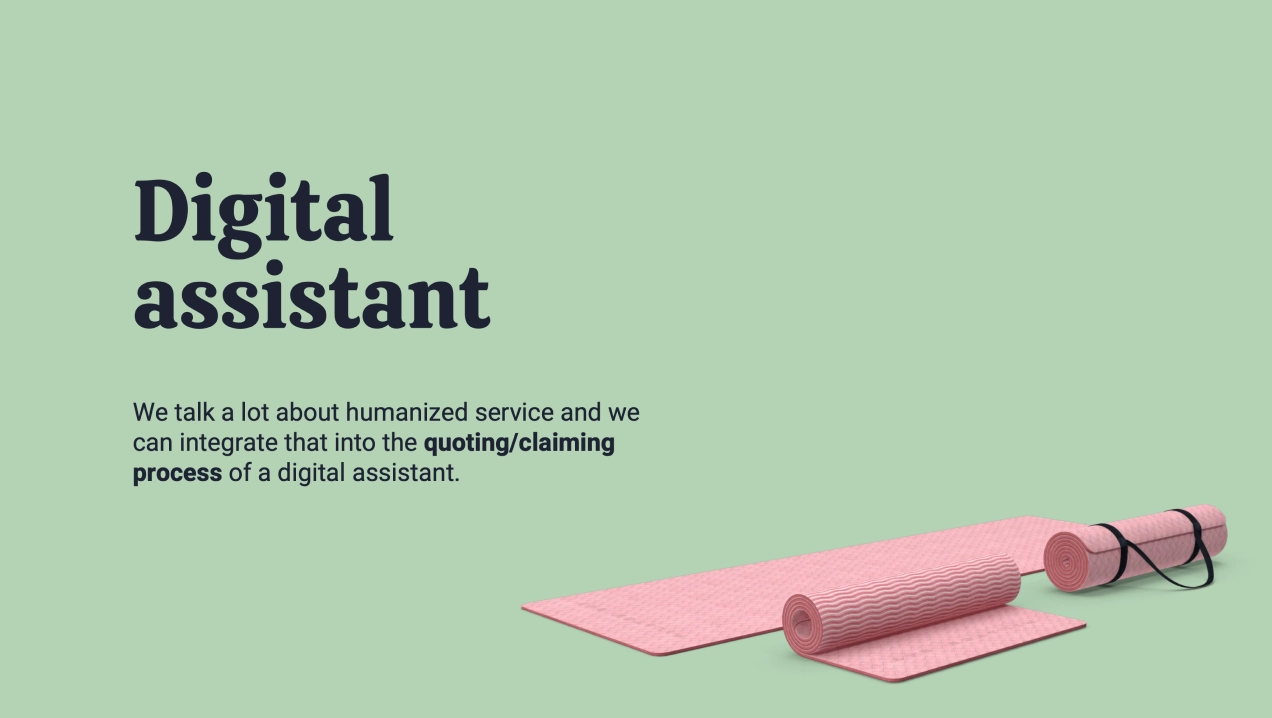 Digital
assistant
We talk a lot about humanized service and we
can integrate that into the quoting/claiming
process of a digital assistant.